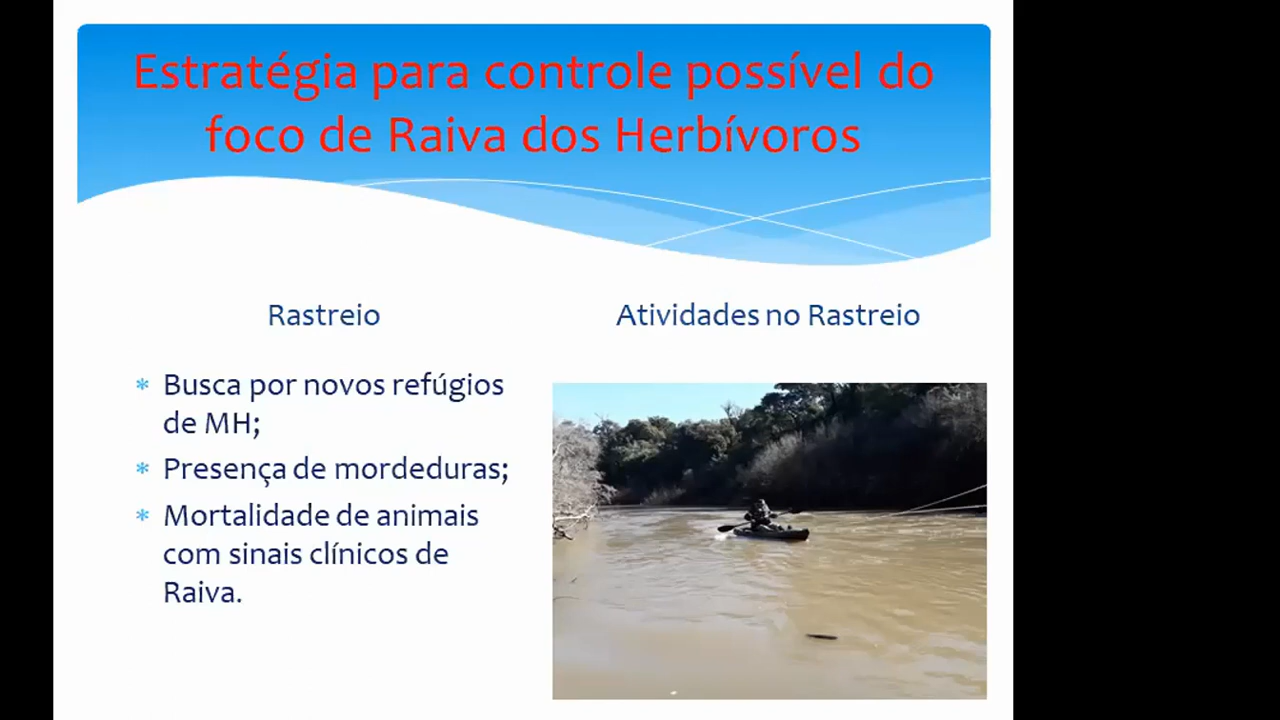 Estratégia para controle possível do
foco de Raiva dos Herbívoros
Rastreio
Atividades no Rastreio
* Busca por novos refúgios
de MH;
* Presença de mordeduras;
* Mortalidade de animais
com sinais clínicos de
Raiva.